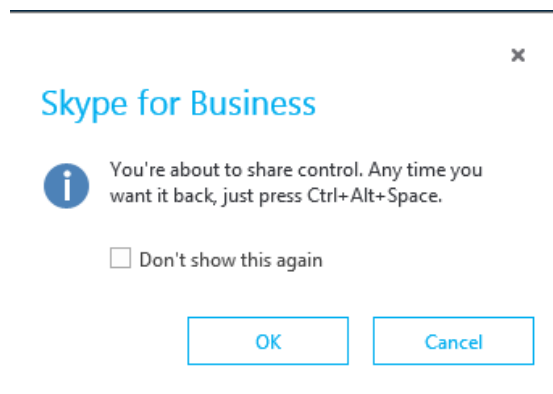 Skype for Business
You're about to share control. Any time you
want it back, just press Ctrl+Alt+Space.
Don't show this again
OK
Cancel